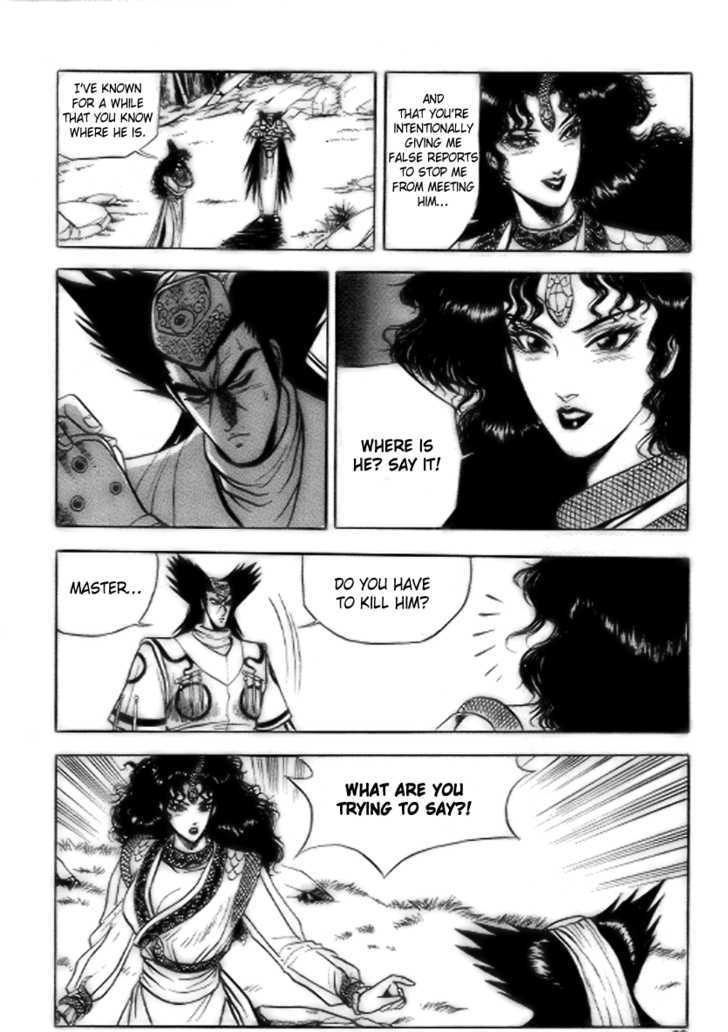 I'VE KNOWN
FOR A WHILE
THAT YOU KNOW
WHERE HE IS.
AND
THAT YOU'RE
INTENTIONALLY
GIVING ME
FALSE REPORTS
TO STOP ME
FROM MEETING
HIM...
WHERE IS
HE? SAY IT!
MASTER...
DO YOU HAVE
TO KILL HIM?
WHAT ARE YOU
TRYING TO SAY?!